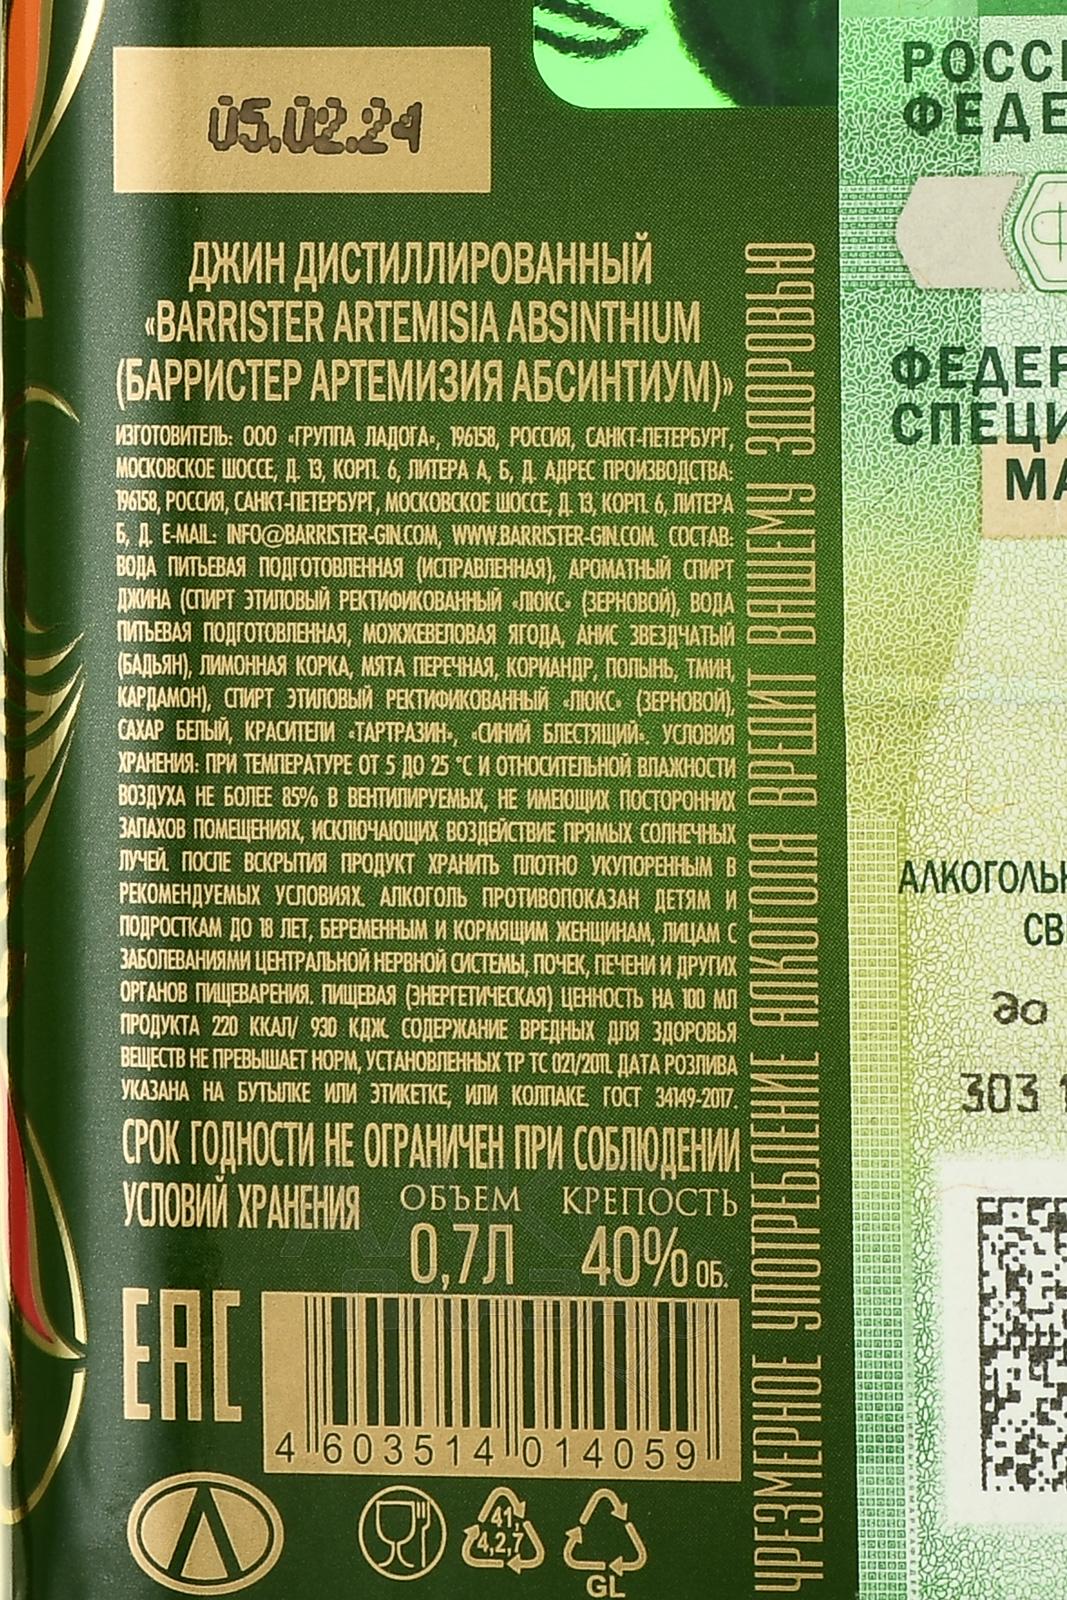 05.02.24
ДЖИН ДИСТИЛЛИРОВАННЫЙ
«BARRISTER ARTEMISIA ABSINTHIUM
(БАРРИСТЕР АРТЕМИЗИЯ АБСИНТИУМ)»
ИЗГОТОВИТЕЛЬ: ООО «ГРУППА ЛАДОГА», 196158, РОССИЯ, САНКТ-ПЕТЕРБУРГ,
МОСКОВСКОЕ ШОССЕ, Д. 13, КОРП. 6, ЛИТЕРА А, Б, Д. АДРЕС ПРОИЗВОДСТВА:
196158, РОССИЯ, САНКТ-ПЕТЕРБУРГ, МОСКОВСКОЕ ШОССЕ, Д. 13, КОРП. 6, ЛИТЕРА
Б, Д. E-MAIL: INFO@BARRISTER-GIN.COM, WWW.BARRISTER-GIN.COM. СОСТАВ:
ВОДА ПИТЬЕВАЯ ПОДГОТОВЛЕННАЯ (ИСПРАВЛЕННАЯ), АРОМАТНЫЙ СПИРТ
ДЖИНА (СПИРТ ЭТИЛОВЫЙ РЕКТИФИКОВАННЫЙ «ЛЮКС» (ЗЕРНОВОЙ), ВОДА
ПИТЬЕВАЯ ПОДГОТОВЛЕННАЯ, МОЖЖЕВЕЛОВАЯ ЯГОДА, АНИС ЗВЕЗДЧАТЫЙ
(БАДЬЯН), ЛИМОННАЯ КОРКА, МЯТА ПЕРЕЧНАЯ, КОРИАНДР, ПОЛЫНЬ, ТМИН,
КАРДАМОН), СПИРТ ЭТИЛОВЫЙ РЕКТИФИКОВАННЫЙ «ЛЮКС» (ЗЕРНОВОЙ),
САХАР БЕЛЫЙ, КРАСИТЕЛИ «ТАРТРАЗИН», «СИНИЙ БЛЕСТЯЩИЙ». УСЛОВИЯ
ХРАНЕНИЯ: ПРИ ТЕМПЕРАТУРЕ ОТ 5 ДО 25 °С И ОТНОСИТЕЛЬНОЙ ВЛАЖНОСТИ
ВОЗДУХА НЕ БОЛЕЕ 85% В ВЕНТИЛИРУЕМЫХ, НЕ ИМЕЮЩИХ ПОСТОРОННИХ
ЗАПАХОВ ПОМЕЩЕНИЯХ, ИСКЛЮЧАЮЩИХ ВОЗДЕЙСТВИЕ ПРЯМЫХ СОЛНЕЧНЫХ
ЛУЧЕЙ. ПОСЛЕ ВСКРЫТИЯ ПРОДУКТ ХРАНИТЬ ПЛОТНО УКУПОРЕННЫМ В
РЕКОМЕНДУЕМЫХ УСЛОВИЯХ. АЛКОГОЛЬ ПРОТИВОПОКАЗАН ДЕТЯМ И
ПОДРОСТКАМ ДО 18 ЛЕТ, БЕРЕМЕННЫМ И КОРМЯЩИМ ЖЕНЩИНАМ, ЛИЦАМ С
ЗАБОЛЕВАНИЯМИ ЦЕНТРАЛЬНОЙ НЕРВНОЙ СИСТЕМЫ, ПОЧЕК, ПЕЧЕНИ И ДРУГИХ
ОРГАНОВ ПИЩЕВАРЕНИЯ. ПИЩЕВАЯ (ЭНЕРГЕТИЧЕСКАЯ) ЦЕННОСТЬ НА 100 МЛ
ПРОДУКТА 220 ККАЛ/ 930 КДЖ. СОДЕРЖАНИЕ ВРЕДНЫХ ДЛЯ ЗДОРОВЬЯ
ВЕЩЕСТВ НЕ ПРЕВЫШАЕТ НОРМ, УСТАНОВЛЕННЫХ ТР ТС 021/2011. ДАТА РОЗЛИВА
УКАЗАНА НА БУТЫЛКЕ ИЛИ ЭТИКЕТКЕ, ИЛИ КОЛПАКЕ. ГОСТ 34149-2017.
СРОК ГОДНОСТИ НЕ ОГРАНИЧЕН ПРИ СОБЛЮДЕНИИ
УСЛОВИЙ ХРАНЕНИЯ
ОБЪЕМ КРЕПОСТЬ
0,7Л 40% ОБ.
EAC
4 603514 014059
41
4,2,7
GL
ЧРЕЗМЕРНОЕ УПОТРЕБЛЕНИЕ АЛКОГОЛЯ ВРЕДИТ ВАШЕМУ ЗДОРОВЬЮ
РОССИ
ФЕДЕ
ФЕДЕР
СПЕЦИ
МА
АЛКОГОЛЬН
СВ
до
303 1